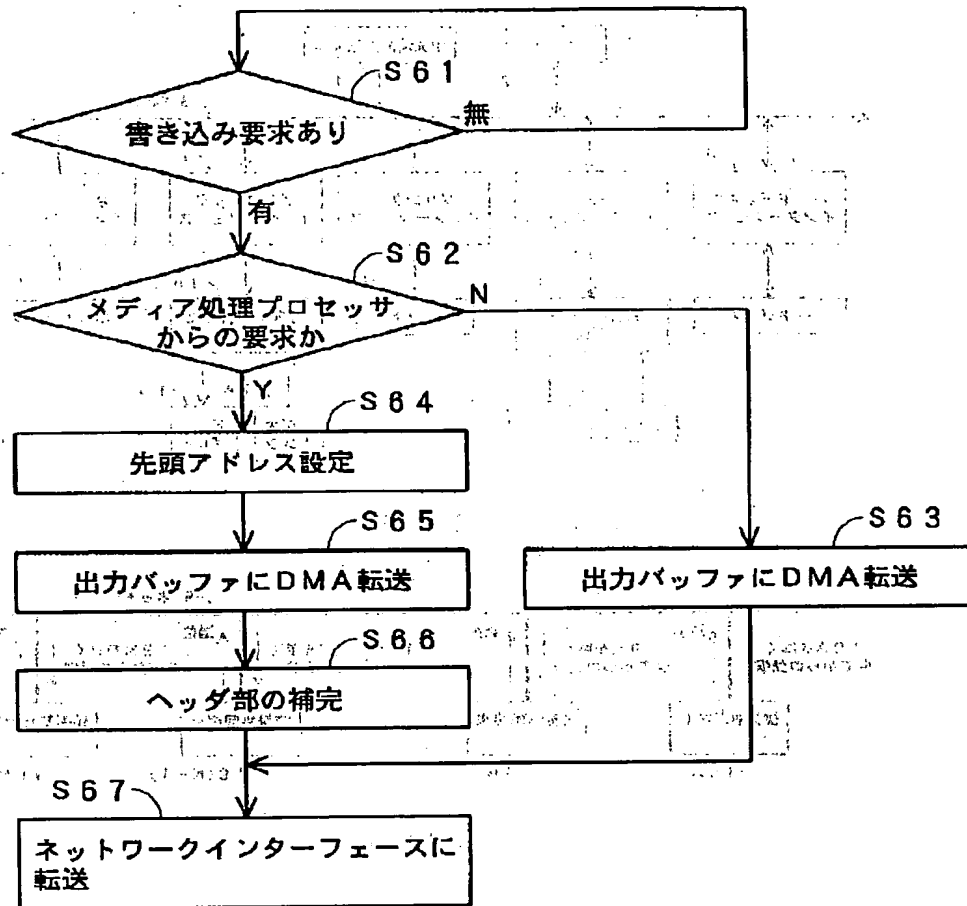 S61
書き込み要求あり
無
有
S62
メディア処理プロセッサ
からの要求か
N
Y
S64
先頭アドレス設定
S65
出力バッファにDMA転送
S63
出力バッファにDMA転送
S66
ヘッダ部の補完
S67
ネットワークインターフェースに
転送